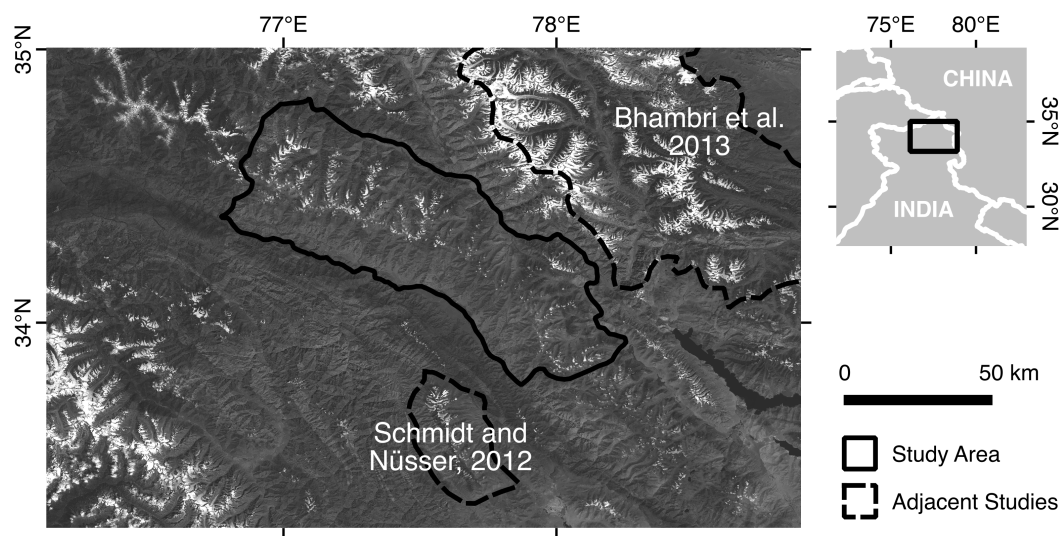 77°E 78°E
75°E 80°E
35°N
34°N
Bhambri et al.
2013
Schmidt and
Nüsser, 2012
CHINA
INDIA
35°N
30°N
0 50 km
Study Area
Adjacent Studies